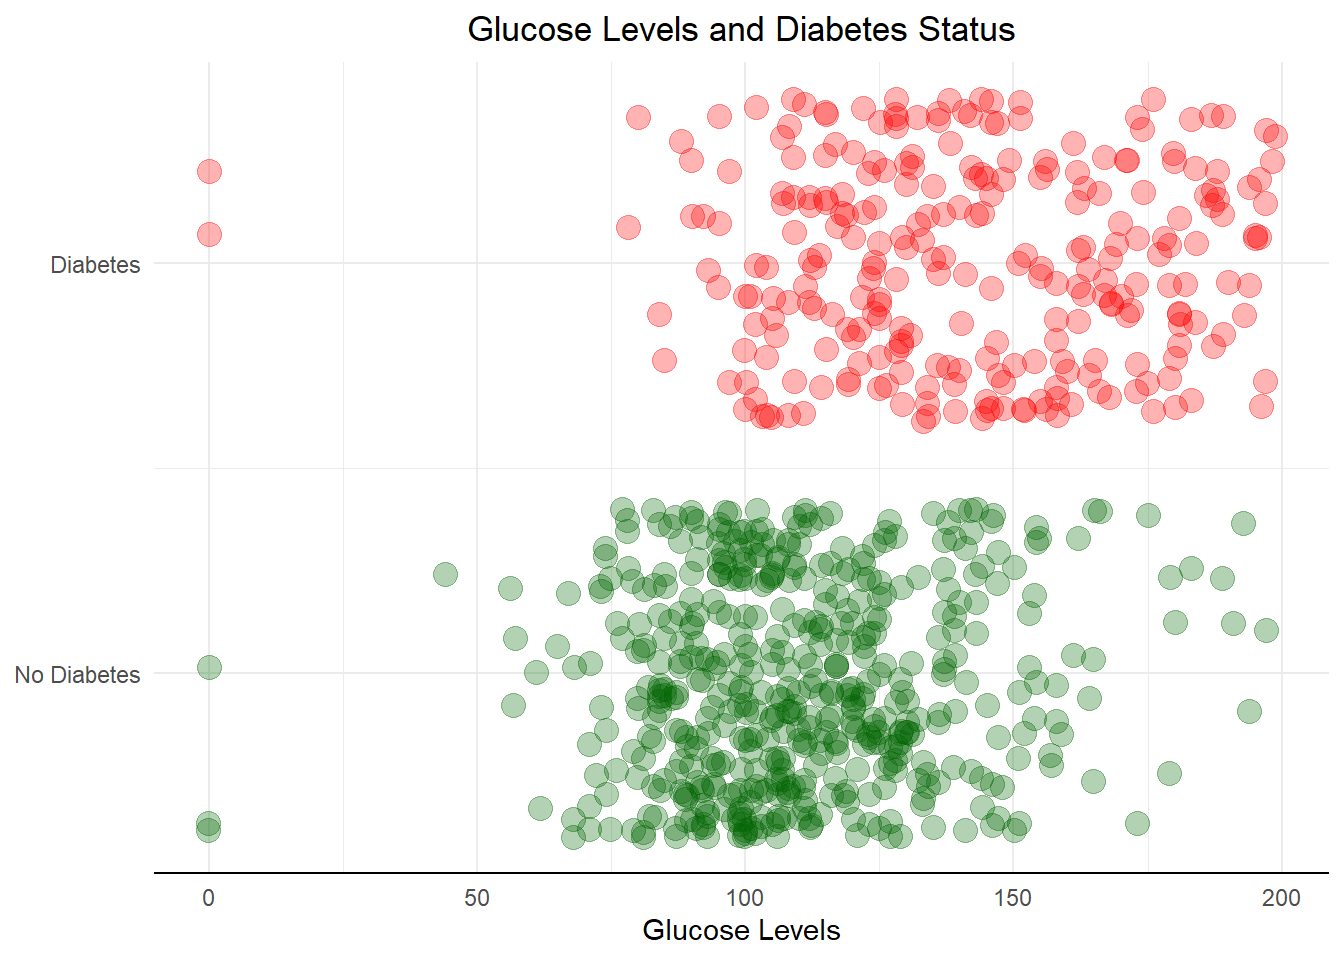 Glucose Levels and Diabetes Status
Diabetes
No Diabetes
0 50 100 150 200
Glucose Levels